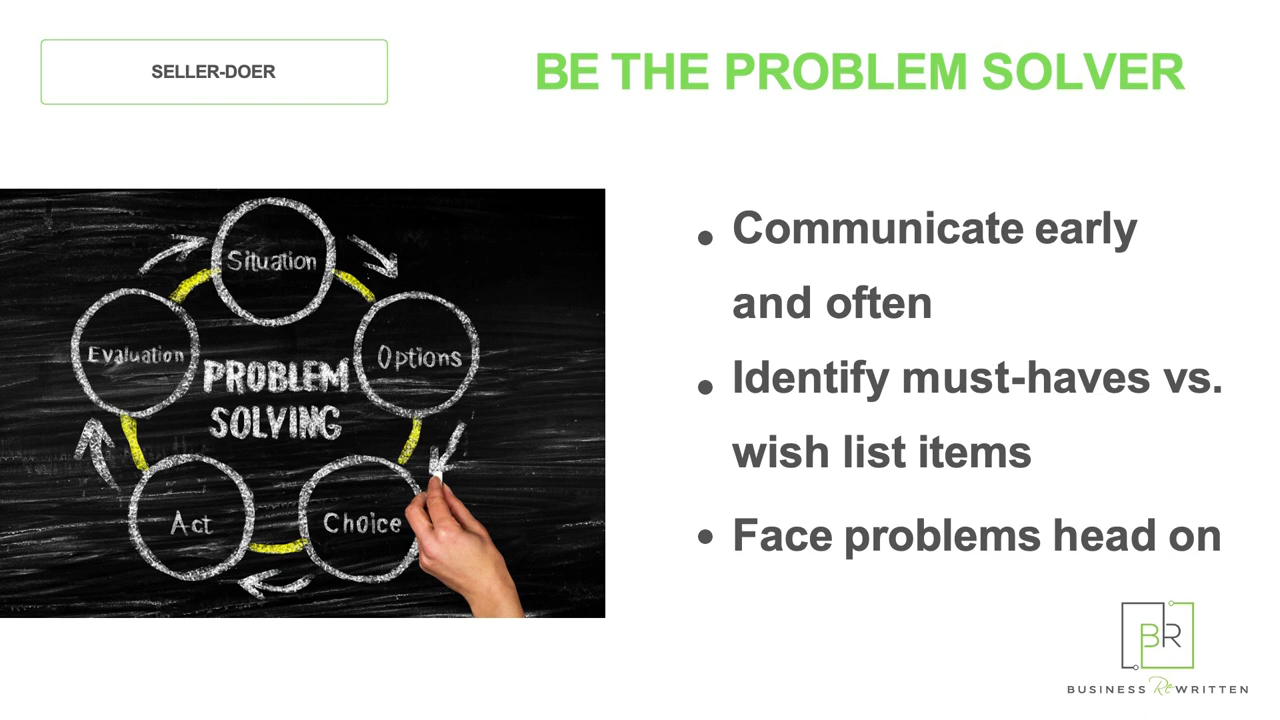 SELLER-DOER
BE THE PROBLEM SOLVER
Situation
Evaluation
Options
PROBLEM
SOLVING
Act
Choice
• Communicate early
and often
• Identify must-haves vs.
wish list items
• Face problems head on
BR
BUSINESS ReWRITTEN